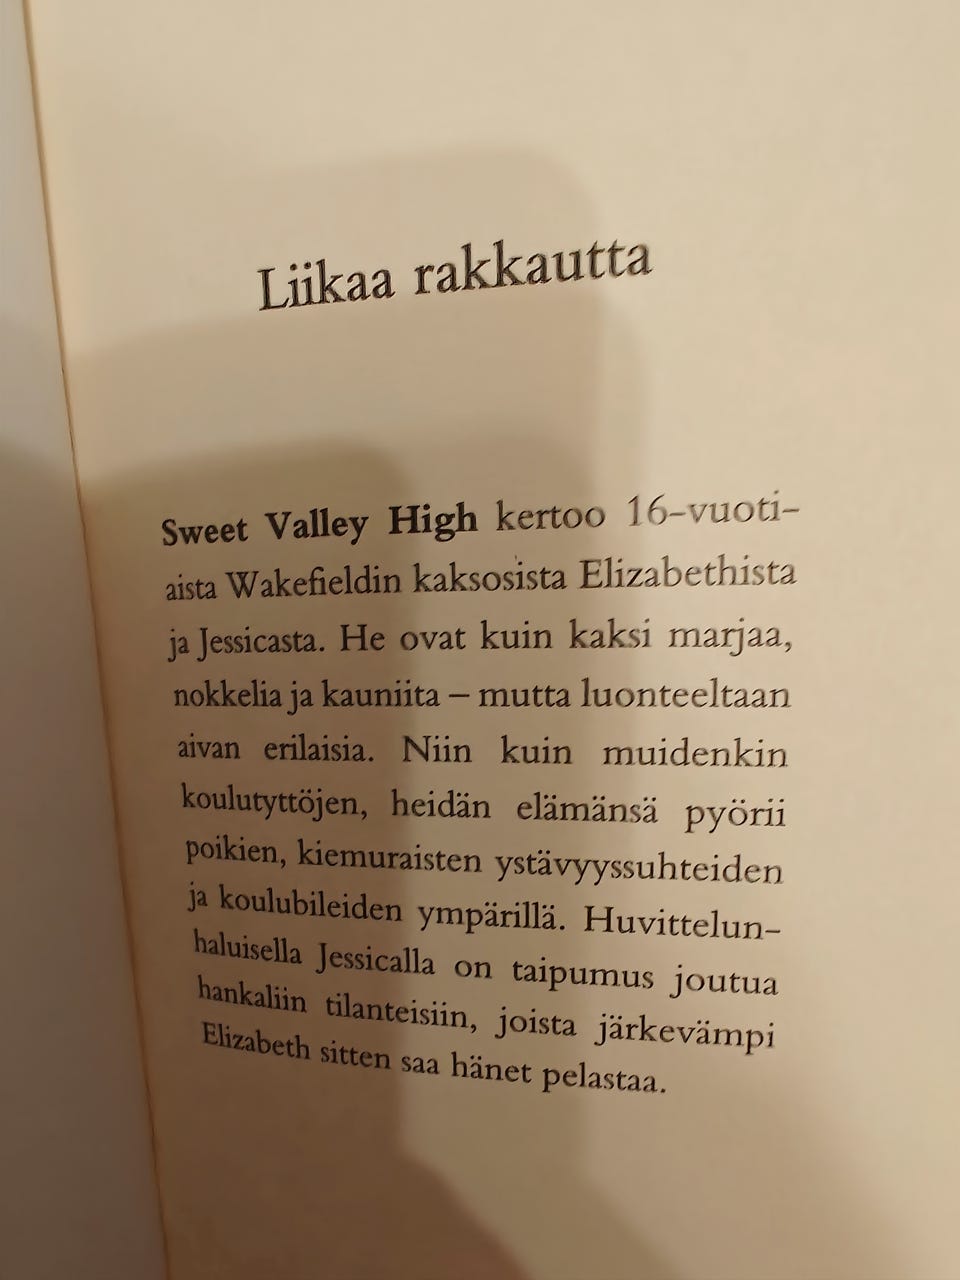 Liikaa rakkautta
Sweet Valley High kertoo 16-vuoti-
aista Wakefieldin kaksosista Elizabethista
ja Jessicasta. He ovat kuin kaksi marjaa,
nokkelia ja kauniita – mutta luonteeltaan
aivan erilaisia. Niin kuin muidenkin
koulutyttöjen, heidän elämänsä pyörii
poikien, kiemuraisten ystävyyssuhteiden
ja koulubileiden ympärillä. Huvittelun-
haluisella Jessicalla on taipumus joutua
hankaliin tilanteisiin, joista järkevämpi
Elizabeth sitten saa hänet pelastaa.